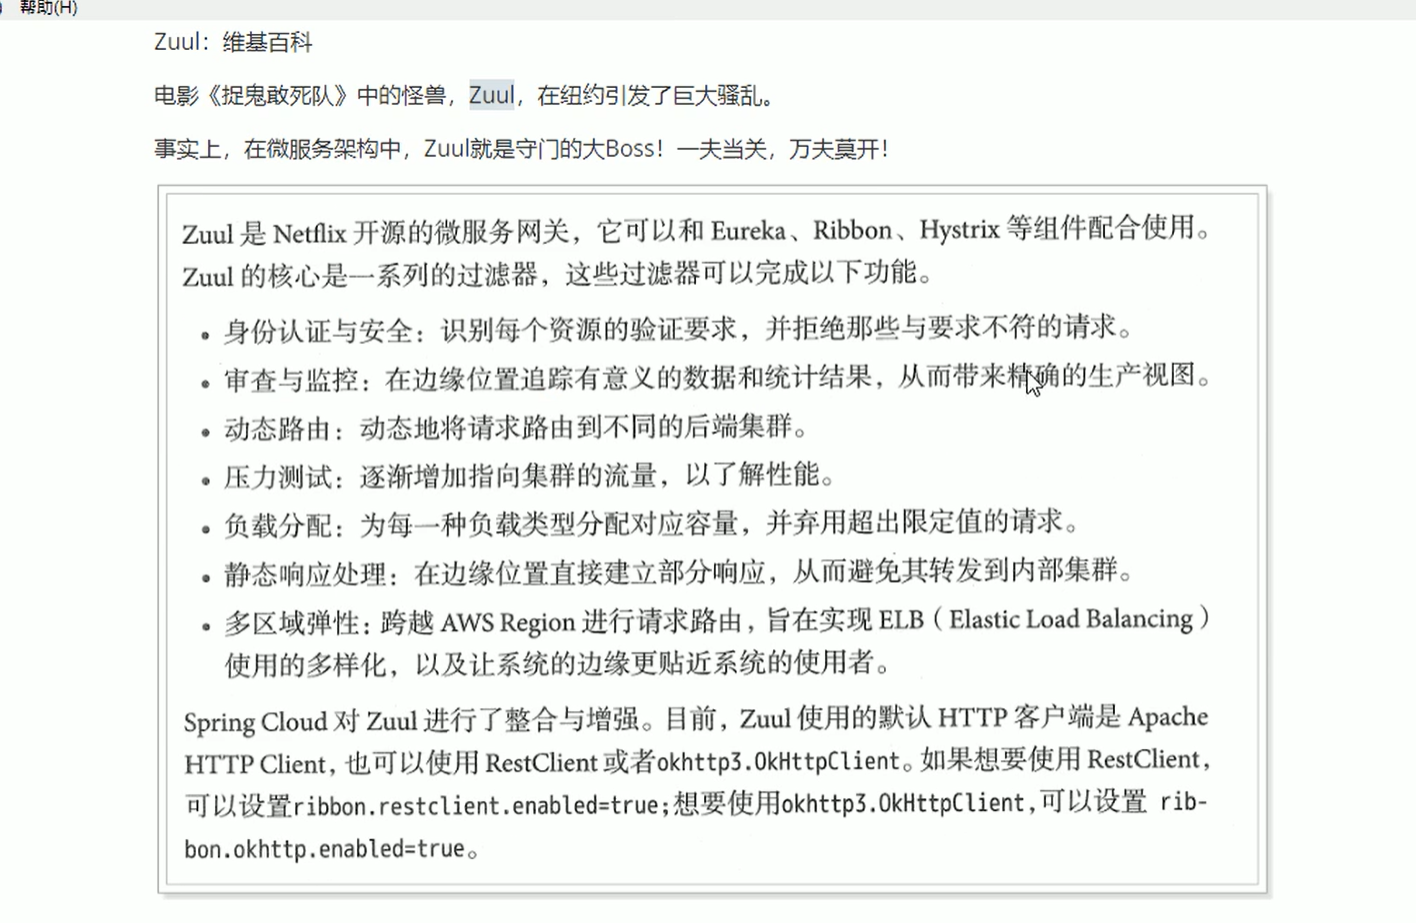 帮助(H)
Zuul：维基百科
电影《捉鬼敢死队》中的怪兽，Zuul，在纽约引发了巨大骚乱。
事实上，在微服务架构中，Zuul就是守门的大Boss！一夫当关，万夫莫开！
Zuul 是 Netflix 开源的微服务网关，它可以和 Eureka、Ribbon、Hystrix 等组件配合使用。
Zuul 的核心是一系列的过滤器，这些过滤器可以完成以下功能。
• 身份认证与安全：识别每个资源的验证要求，并拒绝那些与要求不符的请求。
• 审查与监控：在边缘位置追踪有意义的数据和统计结果，从而带来精确的生产视图。
• 动态路由：动态地将请求路由到不同的后端集群。
• 压力测试：逐渐增加指向集群的流量，以了解性能。
• 负载分配：为每一种负载类型分配对应容量，并弃用超出限定值的请求。
• 静态响应处理：在边缘位置直接建立部分响应，从而避免其转发到内部集群。
• 多区域弹性：跨越 AWS Region 进行请求路由，旨在实现 ELB（Elastic Load Balancing）
使用的多样化，以及让系统的边缘更贴近系统的使用者。
Spring Cloud 对 Zuul 进行了整合与增强。目前，Zuul 使用的默认 HTTP 客户端是 Apache
HTTP Client，也可以使用 RestClient 或者okhttp3.OkHttpClient。如果想要使用 RestClient，
可以设置ribbon.restclient.enabled=true;想要使用okhttp3.OkHttpClient,可以设置 rib-
bon.okhttp.enabled=true。